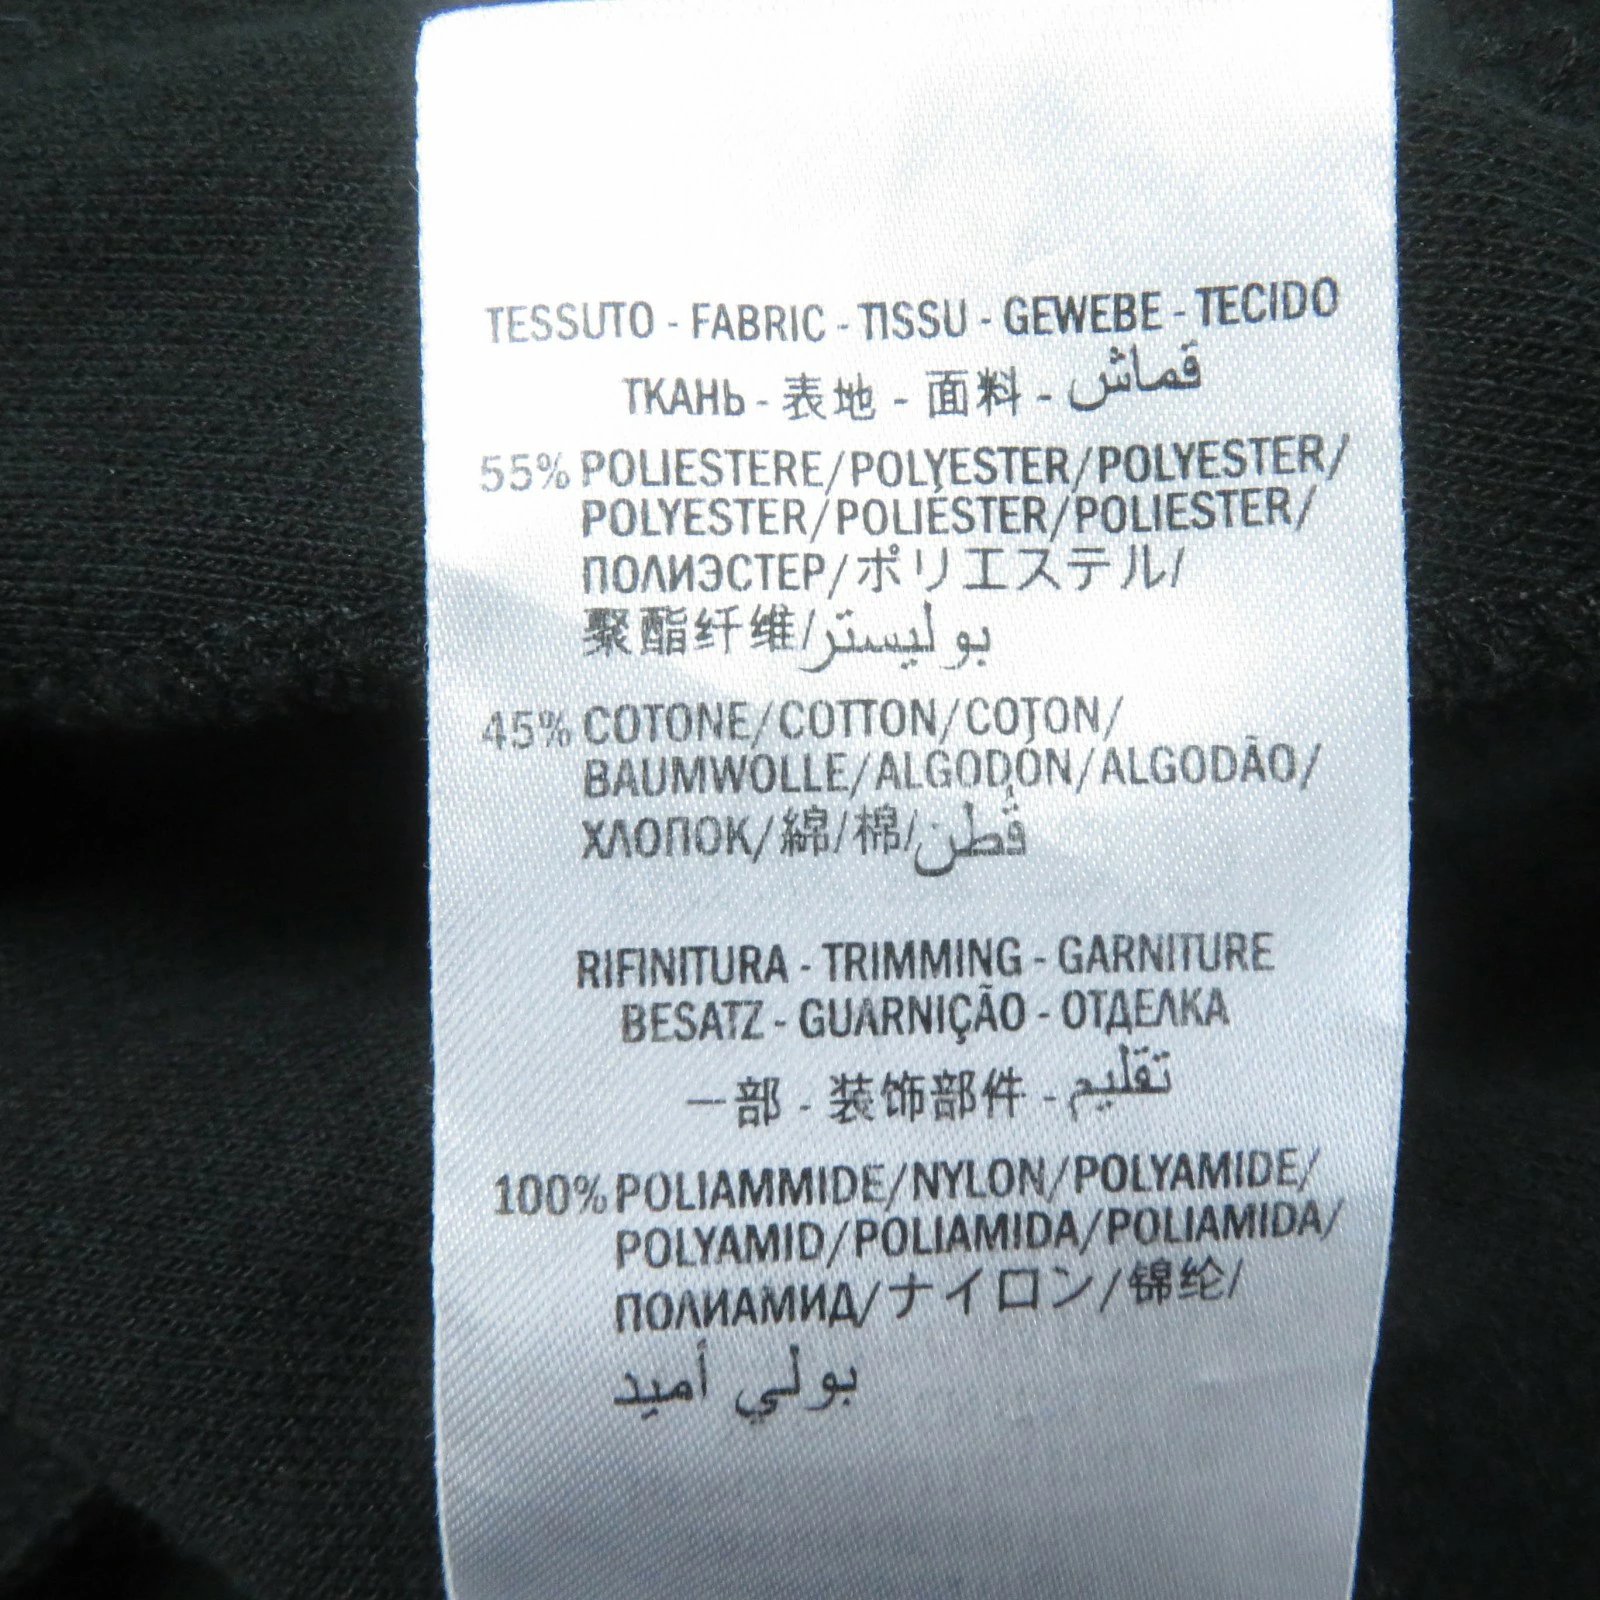 TESSUTO - FABRIC - TISSU - GEWEBE - TECIDO
ТКАНЬ - 表地 - 面料 - قماش
55% POLIESTERE/POLYESTER/POLYESTER/
POLYESTER/POLIÉSTER/POLIESTER/
ПОЛИЭСТЕР/ポリエステル/
聚酯纤维/بوليستر
45% COTONE/COTTON/COTON/
BAUMWOLLE/ALGODÓN/ALGODÃO/
ХЛОПОК/綿/棉/قُطن
RIFINITURA - TRIMMING - GARNITURE
BESATZ - GUARNIÇÃO - ОТДЕЛКА
一部 - 装饰部件 - تقليم
100% POLIAMMIDE/NYLON/POLYAMIDE/
POLYAMID/POLIAMIDA/POLIAMIDA/
ПОЛИАМИД/ナイロン/锦纶/
بولي أميد